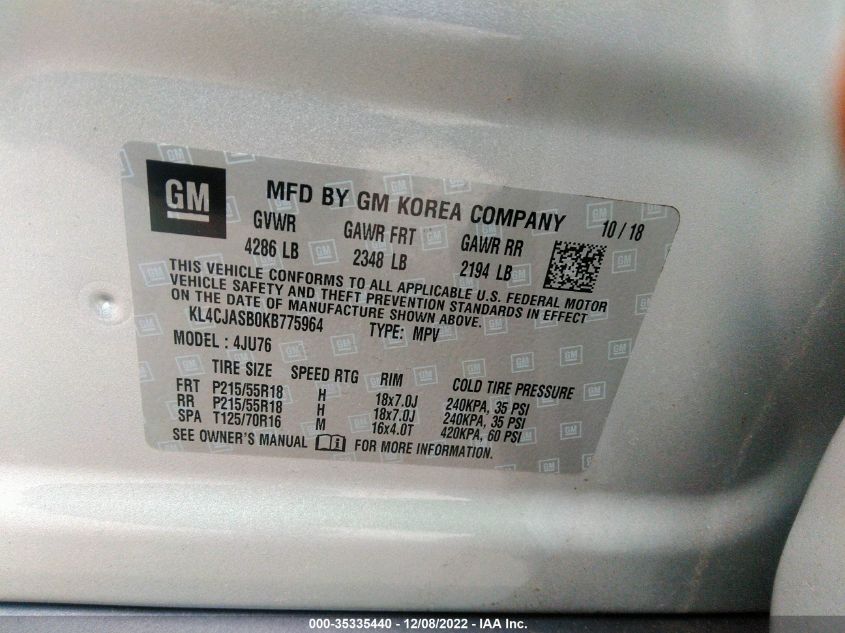 GM
MFD BY GM KOREA COMPANY 10 / 18
GVWR GAWR FRT GAWR RR
4286 LB 2348 LB 2194 LB
THIS VEHICLE CONFORMS TO ALL APPLICABLE U.S. FEDERAL MOTOR
VEHICLE SAFETY AND THEFT PREVENTION STANDARDS IN EFFECT
ON THE DATE OF MANUFACTURE SHOWN ABOVE.
KL4CJASB0KB775964 TYPE: MPV
MODEL : 4JU76
TIRE SIZE SPEED RTG RIM COLD TIRE PRESSURE
FRT P215/55R18 H 18x7.0J 240KPA, 35 PSI
RR P215/55R18 H 18x7.0J 240KPA, 35 PSI
SPA T125/70R16 M 16x4.0T 420KPA, 60 PSI
SEE OWNER'S MANUAL FOR MORE INFORMATION.
000-35335440 - 12/08/2022 - IAA Inc.